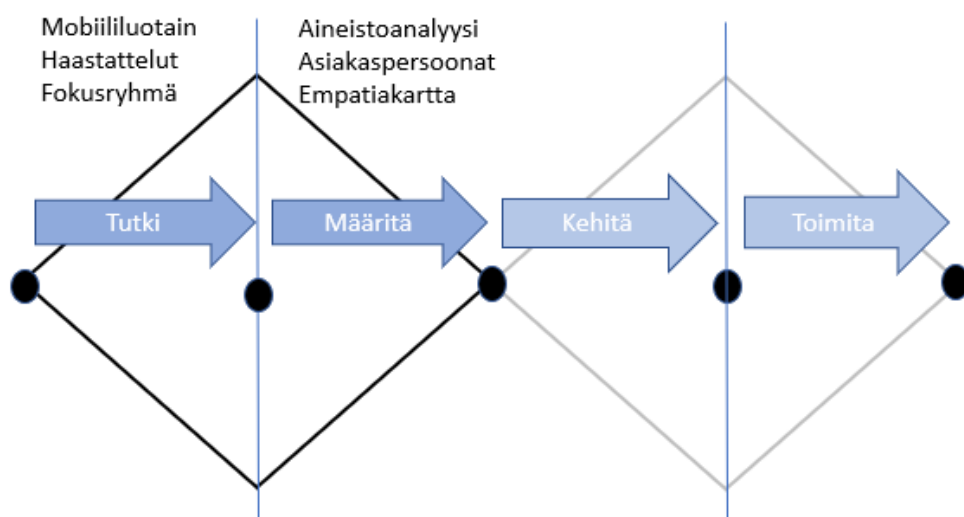 Mobiililuotain
Haastattelut
Fokusryhmä
Aineistoanalyysi
Asiakaspersoonat
Empatiakartta
Tutki
Määritä
Kehitä
Toimita